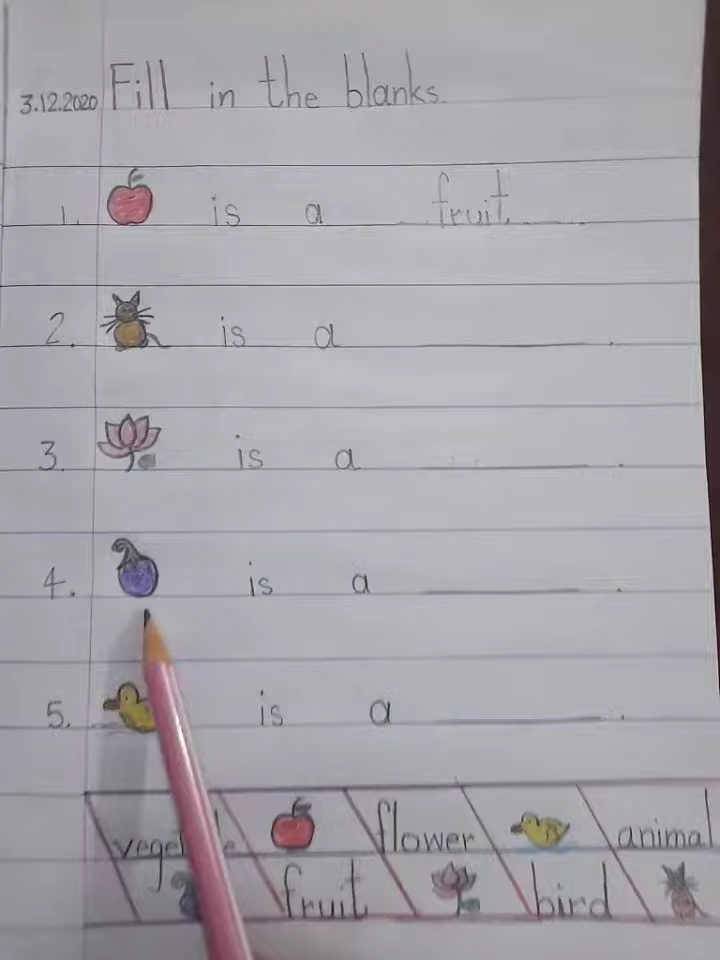 3.12.2020 Fill in the blanks.
1. is a fruit.
2. is a .
3. is a .
4. is a .
5. is a .
flower animal
fruit bird